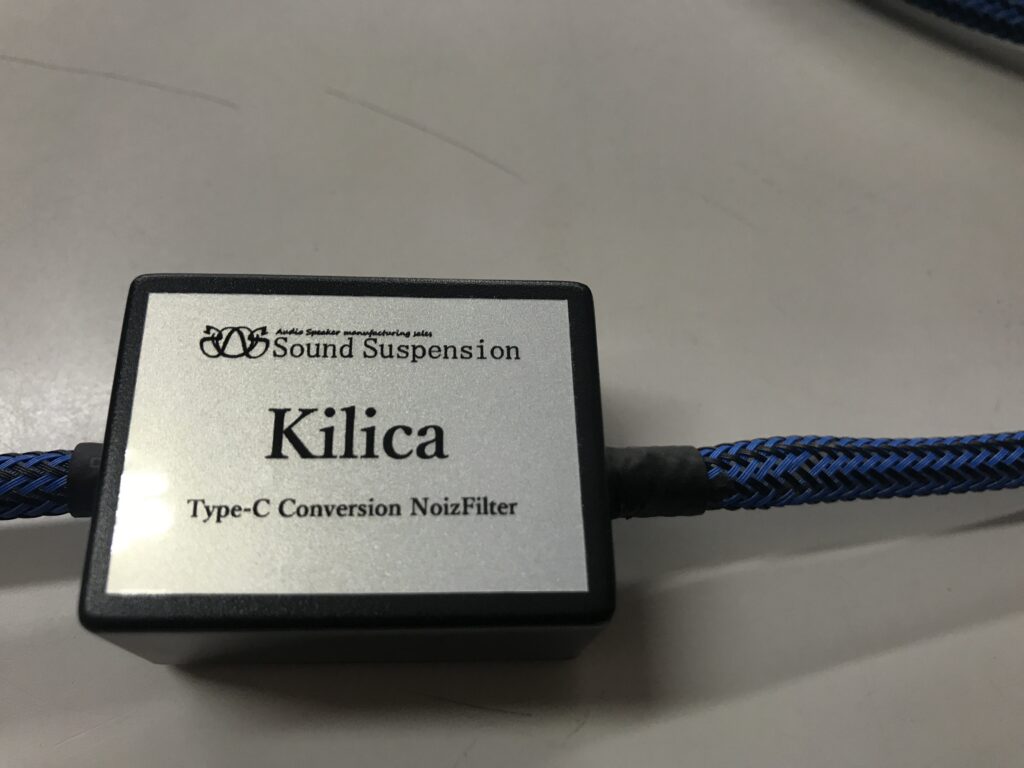 Audio Speaker manufacturing sales
Sound Suspension
Kilica
Type-C Conversion NoizFilter